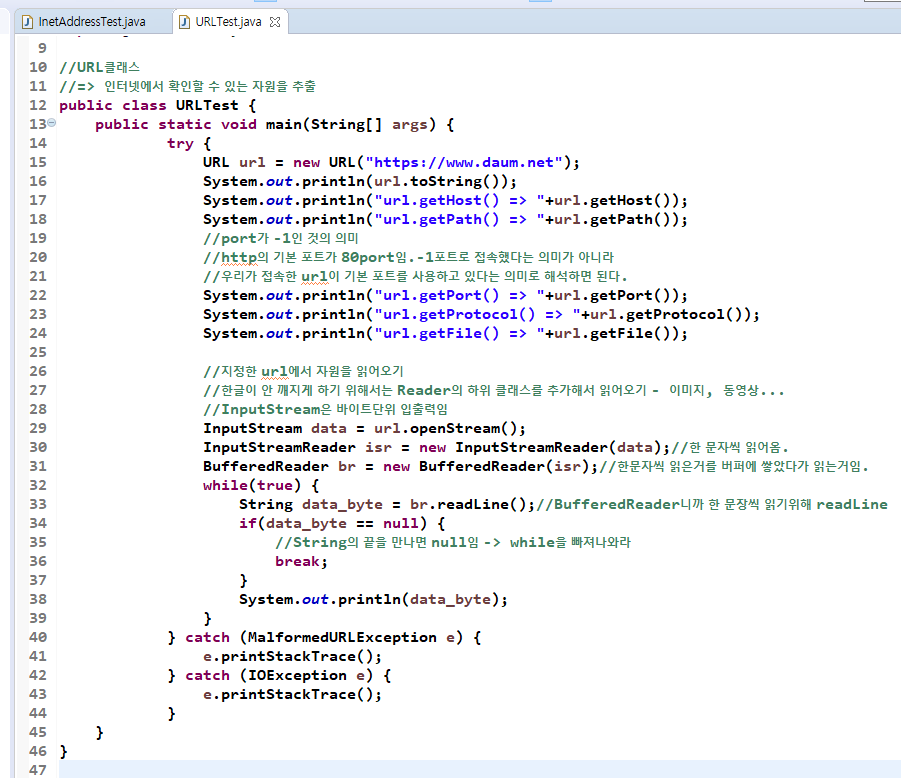 InetAddressTest.java
URLTest.java
9
10 //URL클래스
11 //=> 인터넷에서 확인할 수 있는 자원을 추출
12 public class URLTest {
13 public static void main(String[] args) {
14 try {
15 URL url = new URL("https://www.daum.net");
16 System.out.println(url.toString());
17 System.out.println("url.getHost() => "+url.getHost());
18 System.out.println("url.getPath() => "+url.getPath());
19 //port가 -1인 것의 의미
20 //http의 기본 포트가 80port임.-1포트로 접속했다는 의미가 아니라
21 //우리가 접속한 url이 기본 포트를 사용하고 있다는 의미로 해석하면 된다.
22 System.out.println("url.getPort() => "+url.getPort());
23 System.out.println("url.getProtocol() => "+url.getProtocol());
24 System.out.println("url.getFile() => "+url.getFile());
25
26 //지정한 url에서 자원을 읽어오기
27 //한글이 안 깨지게 하기 위해서는 Reader의 하위 클래스를 추가해서 읽어오기 - 이미지, 동영상...
28 //InputStream은 바이트단위 입출력임
29 InputStream data = url.openStream();
30 InputStreamReader isr = new InputStreamReader(data);//한 문자씩 읽어옴.
31 BufferedReader br = new BufferedReader(isr);//한문자씩 읽은거를 버퍼에 쌓았다가 읽는거임.
32 while(true) {
33 String data_byte = br.readLine();//BufferedReader니까 한 문장씩 읽기위해 readLine
34 if(data_byte == null) {
35 //String의 끝을 만나면 null임 -> while을 빠져나와라
36 break;
37 }
38 System.out.println(data_byte);
39 }
40 } catch (MalformedURLException e) {
41 e.printStackTrace();
42 } catch (IOException e) {
43 e.printStackTrace();
44 }
45 }
46 }
47